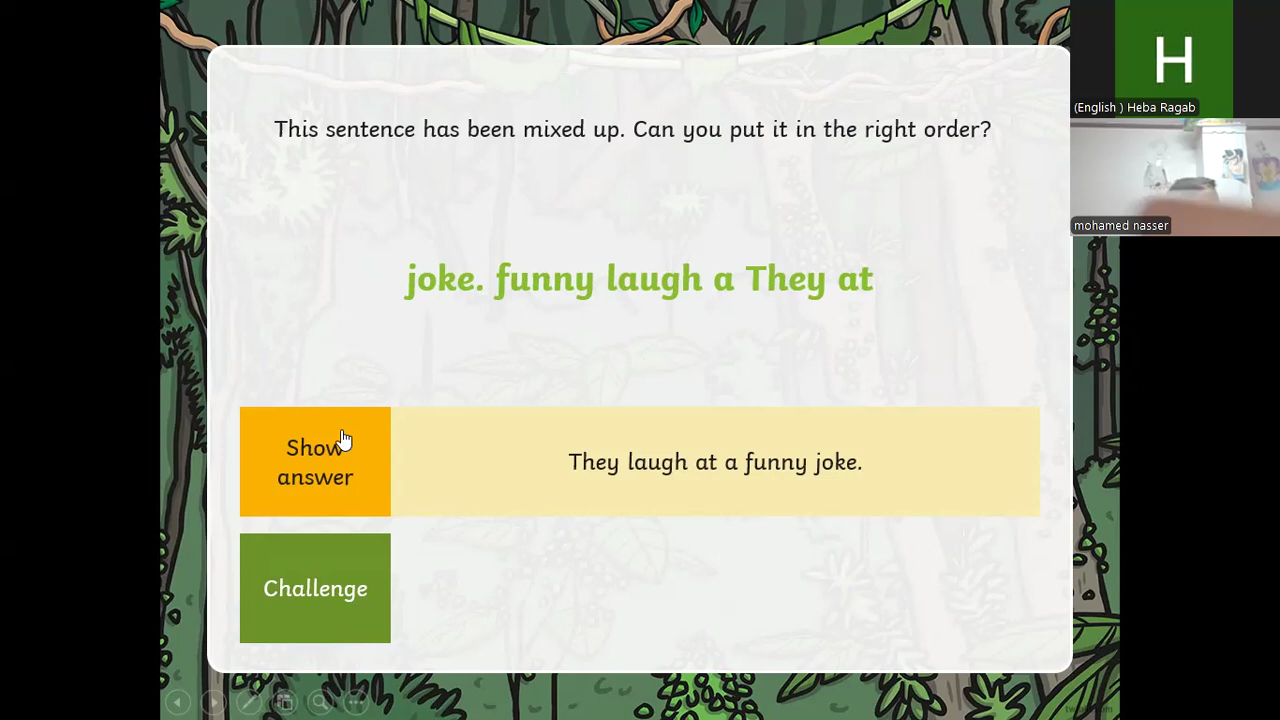 H
(English ) Heba Ragab
mohamed nasser
This sentence has been mixed up. Can you put it in the right order?
joke. funny laugh a They at
Show
answer
They laugh at a funny joke.
Challenge